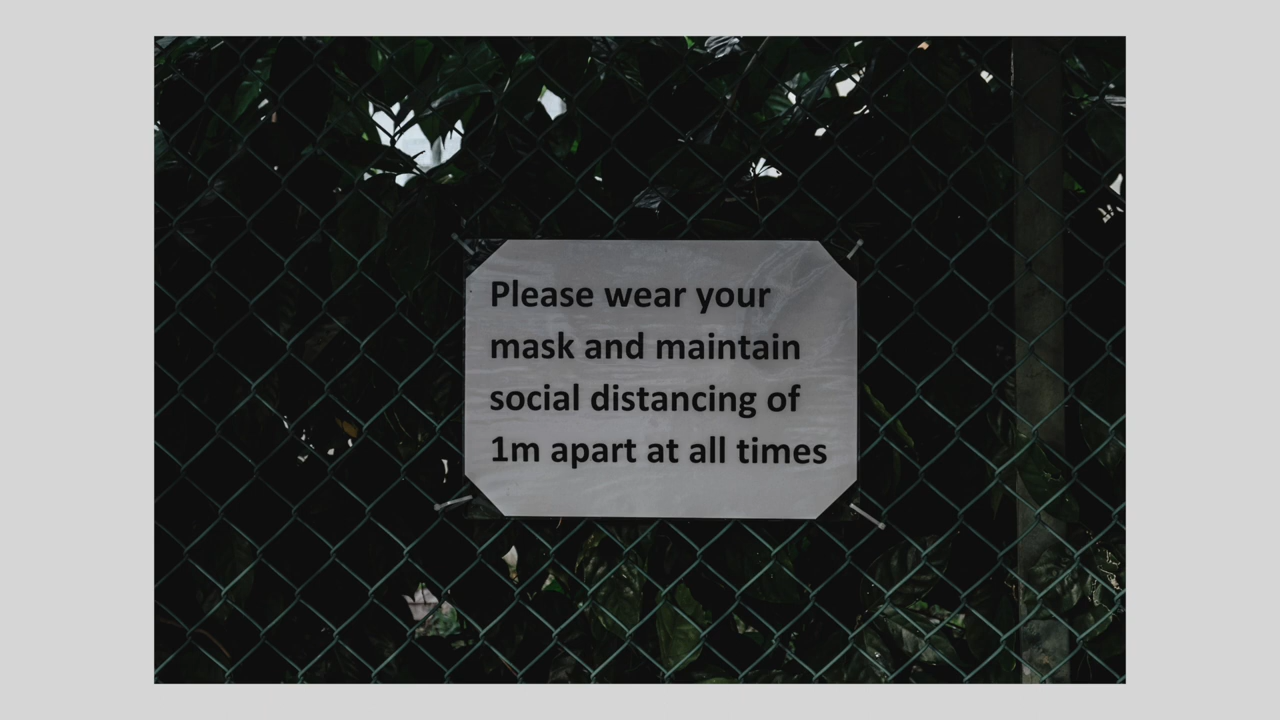 Please wear your
mask and maintain
social distancing of
1m apart at all times